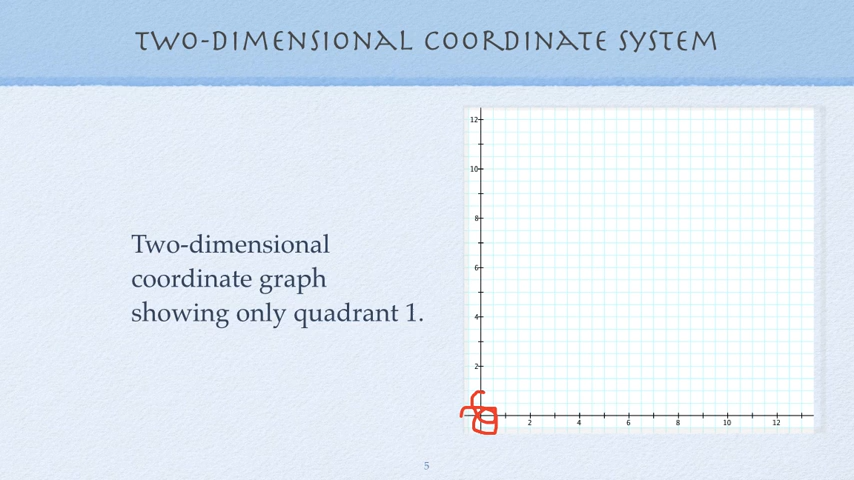 TWO-DIMENSIONAL COORDINATE SYSTEM
Two-dimensional
coordinate graph
showing only quadrant 1.
12
10
8
6
4
2
2 4 6 8 10 12
5